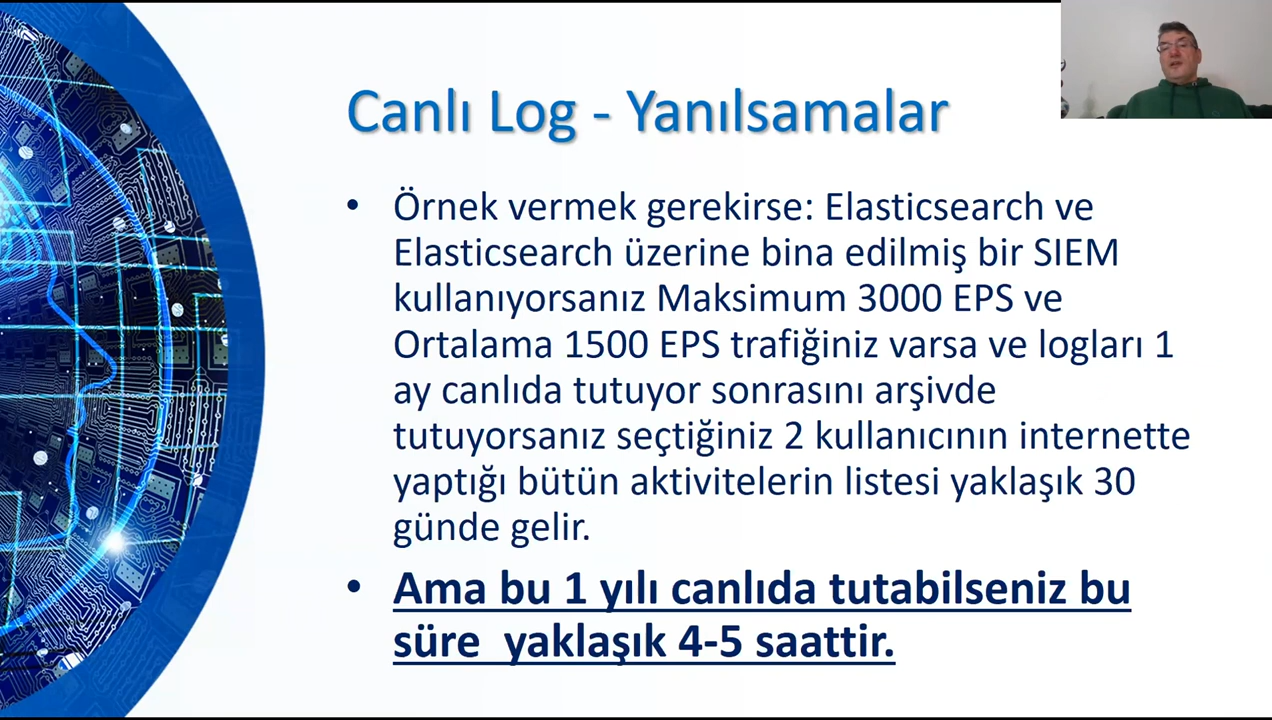 Canlı Log - Yanılsamalar
• Örnek vermek gerekirse: Elasticsearch ve
Elasticsearch üzerine bina edilmiş bir SIEM
kullanıyorsanız Maksimum 3000 EPS ve
Ortalama 1500 EPS trafiğiniz varsa ve logları 1
ay canlıda tutuyor sonrasını arşivde
tutuyorsanız seçtiğiniz 2 kullanıcının internette
yaptığı bütün aktivitelerin listesi yaklaşık 30
günde gelir.
• Ama bu 1 yılı canlıda tutabilseniz bu
süre  yaklaşık 4-5 saattir.